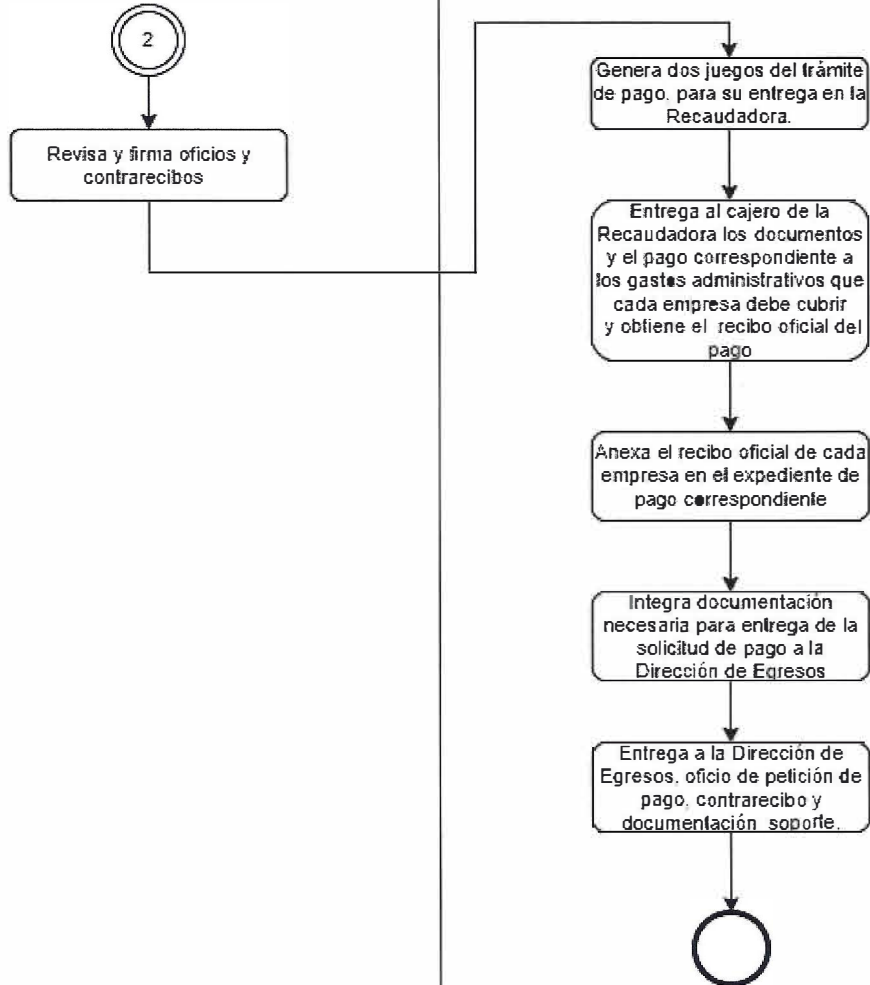 2
Revisa y firma oficios y
contrarecibos
Genera dos juegos del trámite
de pago, para su entrega en la
Recaudadora.
Entrega al cajero de la
Recaudadora los documentos
y el pago correspondiente a
los gastos administrativos que
cada empresa debe cubrir
y obtiene el recibo oficial del
pago
Anexa el recibo oficial de cada
empresa en el expediente de
pago correspondiente
Integra documentación
necesaria para entrega de la
solicitud de pago a la
Dirección de Egresos
Entrega a la Dirección de
Egresos, oficio de petición de
pago, contrarecibo y
documentación soporte.